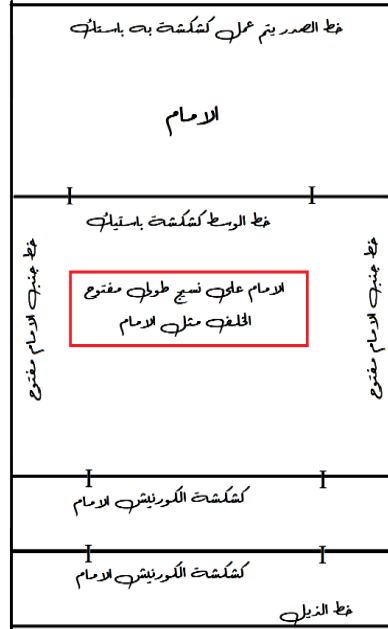 خط الصدر يتم عمل كشكشة به باستك
الامام
I I
خط الوسط كشكشة باستيك
خط جنب الامام مفتوح
خط جنب الامام مفتوح
الامام على نسيج طولى مفتوح
الخلف مثل الامام
I I
كشكشة الكورنيش الامام
I I
كشكشة الكورنيش الامام
خط الذيل